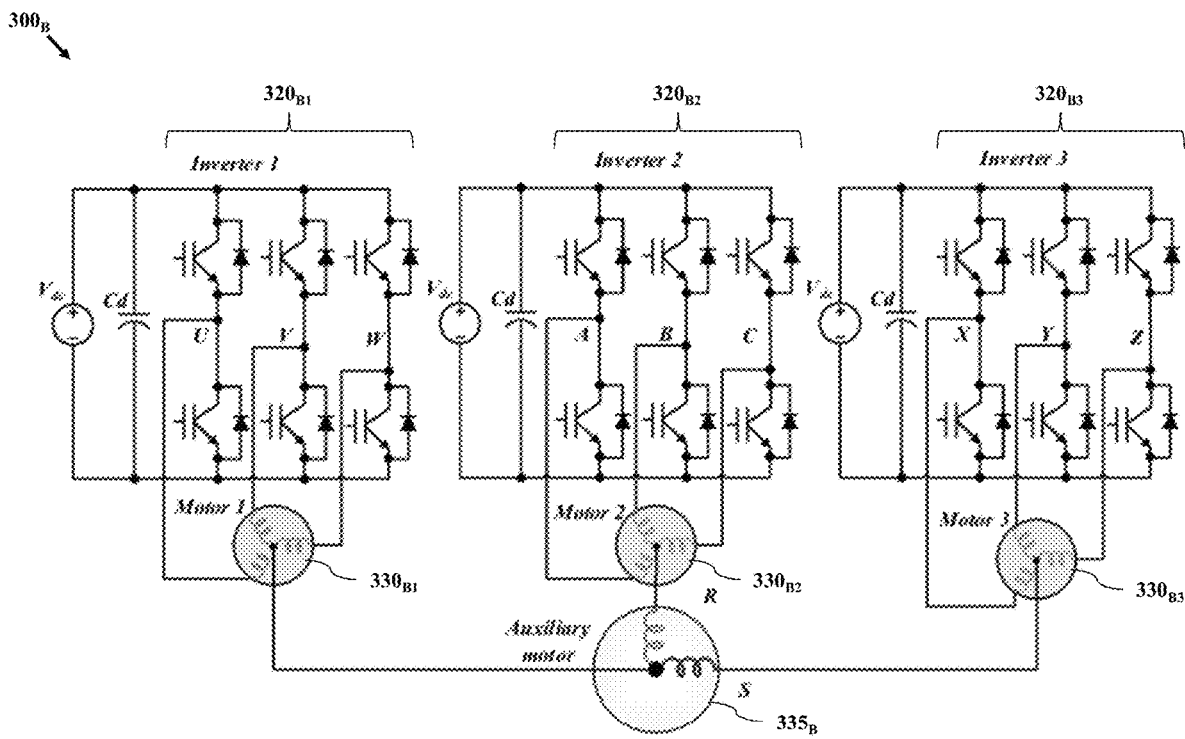 300B
320B1
320B2
320B3
Inverter 1
Inverter 2
Inverter 3
Vdc
Cd
U
V
W
Vdc
Cd
A
B
C
Vdc
Cd
X
Y
Z
Motor 1
Motor 2
Motor 3
330B1
330B2
330B3
R
Auxiliary
motor
S
335B